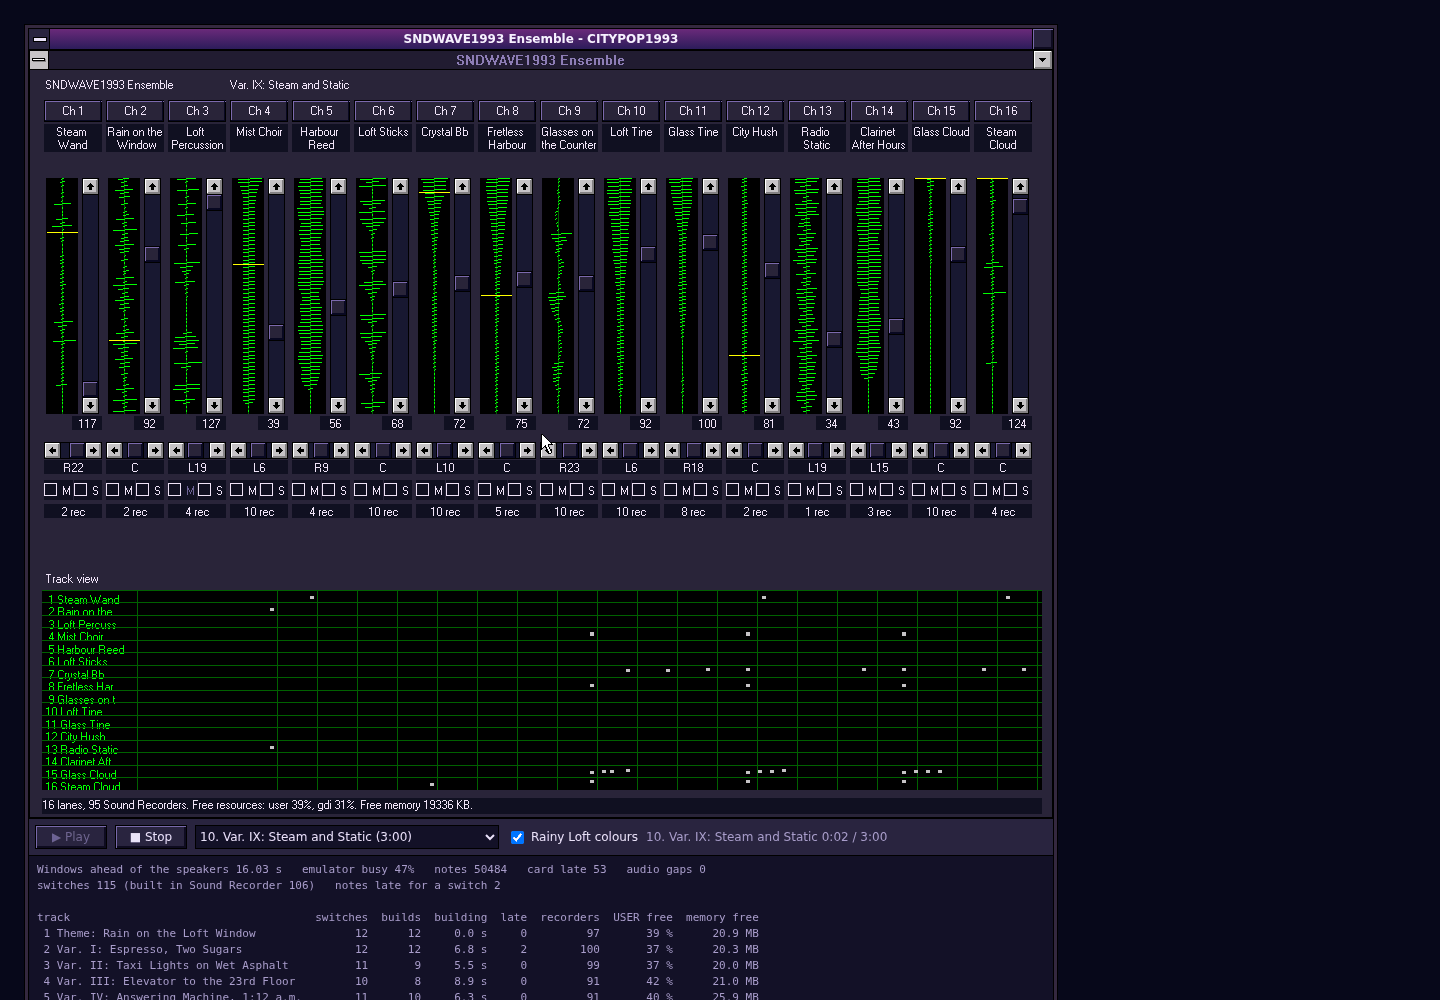 SNDWAVE1993 Ensemble - CITYPOP1993
SNDWAVE1993 Ensemble
SNDWAVE1993 Ensemble Var. IX: Steam and Static
Ch 1 Ch 2 Ch 3 Ch 4 Ch 5 Ch 6 Ch 7 Ch 8 Ch 9 Ch 10 Ch 11 Ch 12 Ch 13 Ch 14 Ch 15 Ch 16
Steam Rain on the Loft Mist Choir Harbour Loft Sticks Crystal Bb Fretless Glasses on Loft Tine Glass Tine City Hush Radio Clarinet Glass Cloud Steam
Wand Window Percussion Reed Harbour the Counter Static After Hours Cloud
117 92 127 39 56 68 72 75 72 92 100 81 34 43 92 124
R22 C L19 L6 R9 C L10 C R23 L6 R18 C L19 L15 C C
M S M S M S M S M S M S M S M S M S M S M S M S M S M S M S M S
2 rec 2 rec 4 rec 10 rec 4 rec 10 rec 10 rec 5 rec 10 rec 10 rec 8 rec 2 rec 1 rec 3 rec 10 rec 4 rec
Track view
1 Steam Wand
2 Rain on the
3 Loft Percuss
4 Mist Choir
5 Harbour Reed
6 Loft Sticks
7 Crystal Bb
8 Fretless Har
9 Glasses on t
10 Loft Tine
11 Glass Tine
12 City Hush
13 Radio Static
14 Clarinet Aft
15 Glass Cloud
16 Steam Cloud
16 lanes, 95 Sound Recorders. Free resources: user 39%, gdi 31%. Free memory 19336 KB.
▶ Play ■ Stop 10. Var. IX: Steam and Static (3:00) Rainy Loft colours 10. Var. IX: Steam and Static 0:02 / 3:00
Windows ahead of the speakers 16.03 s emulator busy 47% notes 50484 card late 53 audio gaps 0
switches 115 (built in Sound Recorder 106) notes late for a switch 2
track switches builds building late recorders USER free memory free
1 Theme: Rain on the Loft Window 12 12 0.0 s 0 97 39 % 20.9 MB
2 Var. I: Espresso, Two Sugars 12 12 6.8 s 2 100 37 % 20.3 MB
3 Var. II: Taxi Lights on Wet Asphalt 11 9 5.5 s 0 99 37 % 20.0 MB
4 Var. III: Elevator to the 23rd Floor 10 8 8.9 s 0 91 42 % 21.0 MB
5 Var. IV: Answering Machine, 1:12 a.m. 11 10 6.3 s 0 91 40 % 25.9 MB